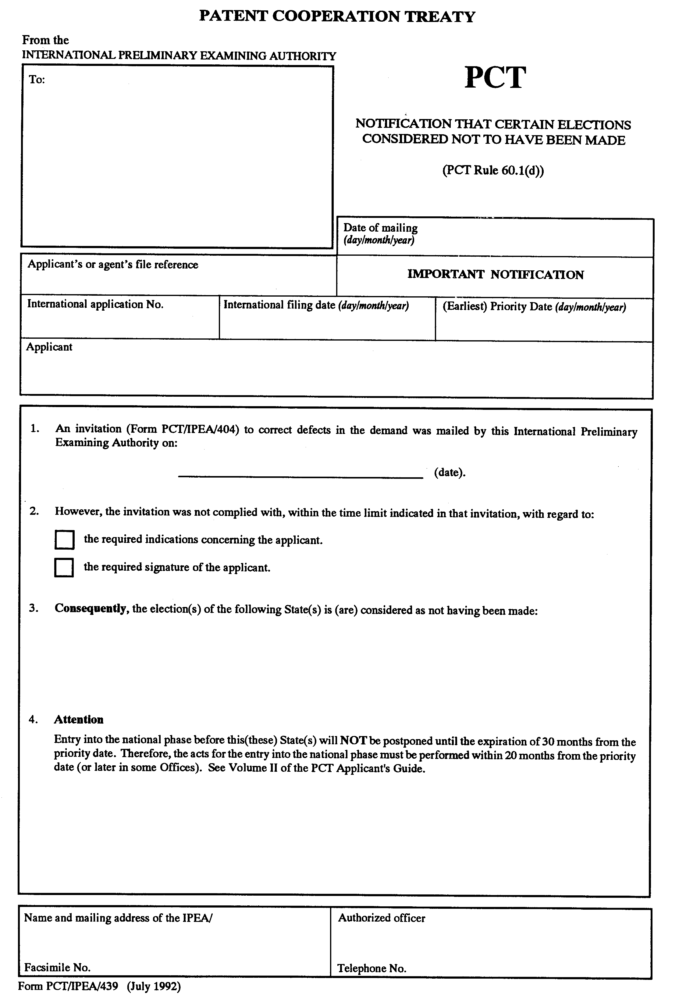 PATENT COOPERATION TREATY
From the
INTERNATIONAL PRELIMINARY EXAMINING AUTHORITY
To:
PCT
NOTIFICATION THAT CERTAIN ELECTIONS
CONSIDERED NOT TO HAVE BEEN MADE
(PCT Rule 60.1(d))
Date of mailing
(day/month/year)
Applicant's or agent's file reference
IMPORTANT NOTIFICATION
International application No.
International filing date (day/month/year)
(Earliest) Priority Date (day/month/year)
Applicant
1. An invitation (Form PCT/IPEA/404) to correct defects in the demand was mailed by this International Preliminary
Examining Authority on:
(date).
2. However, the invitation was not complied with, within the time limit indicated in that invitation, with regard to:
the required indications concerning the applicant.
the required signature of the applicant.
3. Consequently, the election(s) of the following State(s) is (are) considered as not having been made:
4. Attention
Entry into the national phase before this(these) State(s) will NOT be postponed until the expiration of 30 months from the
priority date. Therefore, the acts for the entry into the national phase must be performed within 20 months from the priority
date (or later in some Offices). See Volume II of the PCT Applicant's Guide.
Name and mailing address of the IPEA/
Authorized officer
Facsimile No.
Telephone No.
Form PCT/IPEA/439 (July 1992)